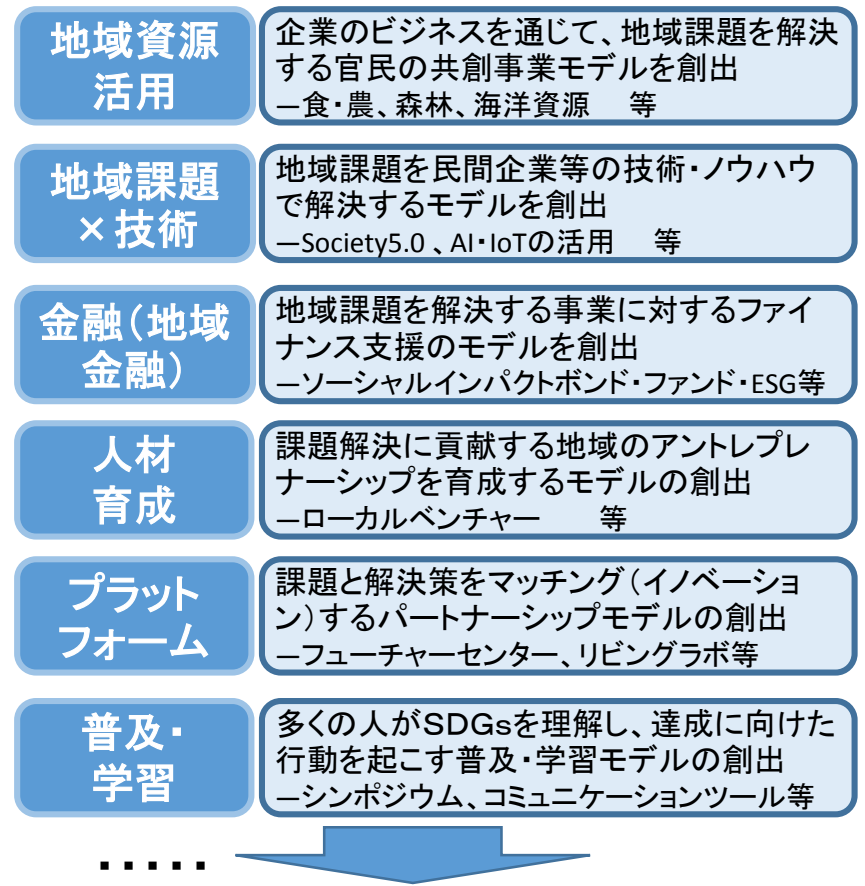 地域資源
活用
企業のビジネスを通じて、地域課題を解決
する官民の共創事業モデルを創出
―食・農、森林、海洋資源　等
地域課題
×技術
地域課題を民間企業等の技術・ノウハウ
で解決するモデルを創出
―Society5.0 、AI・IoTの活用　等
金融（地域
金融）
地域課題を解決する事業に対するファイ
ナンス支援のモデルを創出
―ソーシャルインパクトボンド・ファンド・ESG等
人材
育成
課題解決に貢献する地域のアントレプレ
ナーシップを育成するモデルの創出
―ローカルベンチャー　等
プラット
フォーム
課題と解決策をマッチング（イノベーショ
ン）するパートナーシップモデルの創出
―フューチャーセンター、リビングラボ等
普及・
学習
多くの人がＳＤＧｓを理解し、達成に向けた
行動を起こす普及・学習モデルの創出
―シンポジウム、コミュニケーションツール等
・・・・・